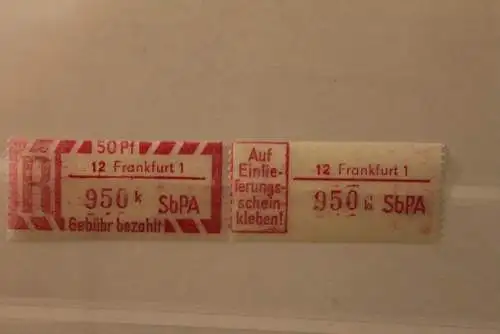 50 Pf
R
12 Frankfurt 1
950 k SbPA
Gebühr bezahlt
Auf
Einlie-
ferungs-
schein
kleben!
12 Frankfurt 1
950 k SbPA